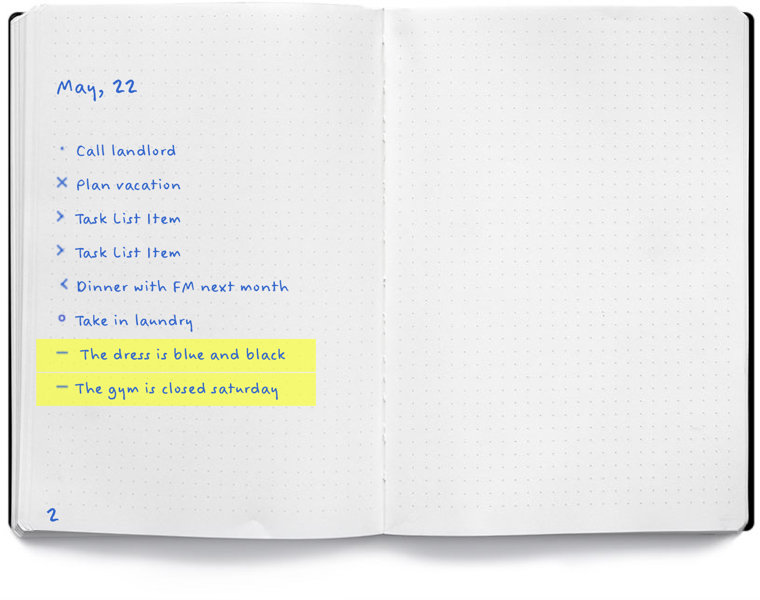 May, 22
· Call landlord
× Plan vacation
> Task List Item
> Task List Item
< Dinner with FM next month
o Take in laundry
– The dress is blue and black
– The gym is closed saturday
2